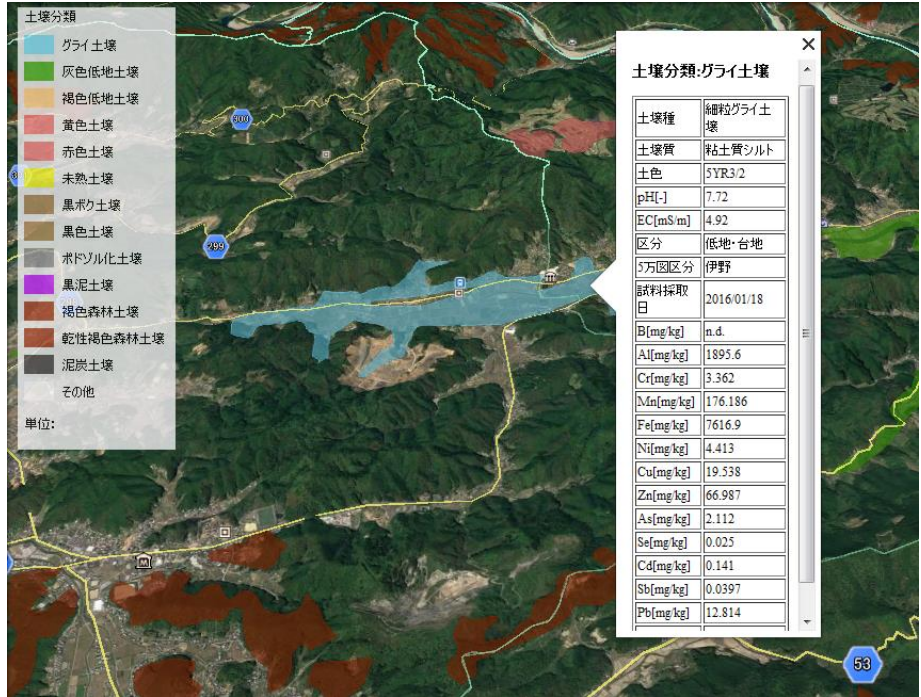 土壌分類
グライ土壌
灰色低地土壌
褐色低地土壌
黄色土壌
赤色土壌
未熟土壌
黒ボク土壌
黒色土壌
ポドゾル化土壌
黒泥土壌
褐色森林土壌
乾性褐色森林土壌
泥炭土壌
その他
単位:
300
299
土壌分類:グライ土壌
土壌種 細粒グライ土
壌
土壌質 粘土質シルト
土色 5YR3/2
pH[-] 7.72
EC[mS/m] 4.92
区分 低地・台地
5万図区分 伊野
試料採取
日 2016/01/18
B[mg/kg] n.d.
Al[mg/kg] 1895.6
Cr[mg/kg] 3.362
Mn[mg/kg] 176.186
Fe[mg/kg] 7616.9
Ni[mg/kg] 4.413
Cu[mg/kg] 19.538
Zn[mg/kg] 66.987
As[mg/kg] 2.112
Se[mg/kg] 0.025
Cd[mg/kg] 0.141
Sb[mg/kg] 0.0397
Pb[mg/kg] 12.814
53